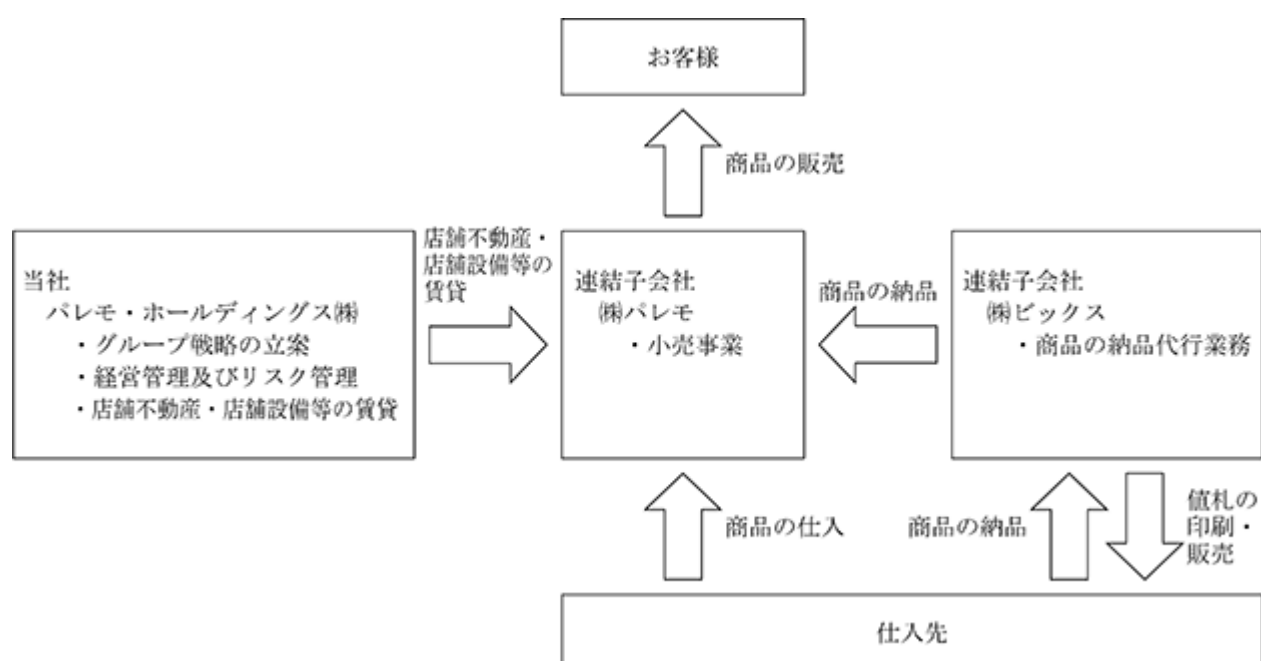 お客様
商品の販売
当社
パレモ・ホールディングス㈱
・グループ戦略の立案
・経営管理及びリスク管理
・店舗不動産・店舗設備等の賃貸
店舗不動産・
店舗設備等の
賃貸
連結子会社
㈱パレモ
・小売事業
商品の納品
連結子会社
㈱ビックス
・商品の納品代行業務
商品の仕入
商品の納品
値札の
印刷・
販売
仕入先